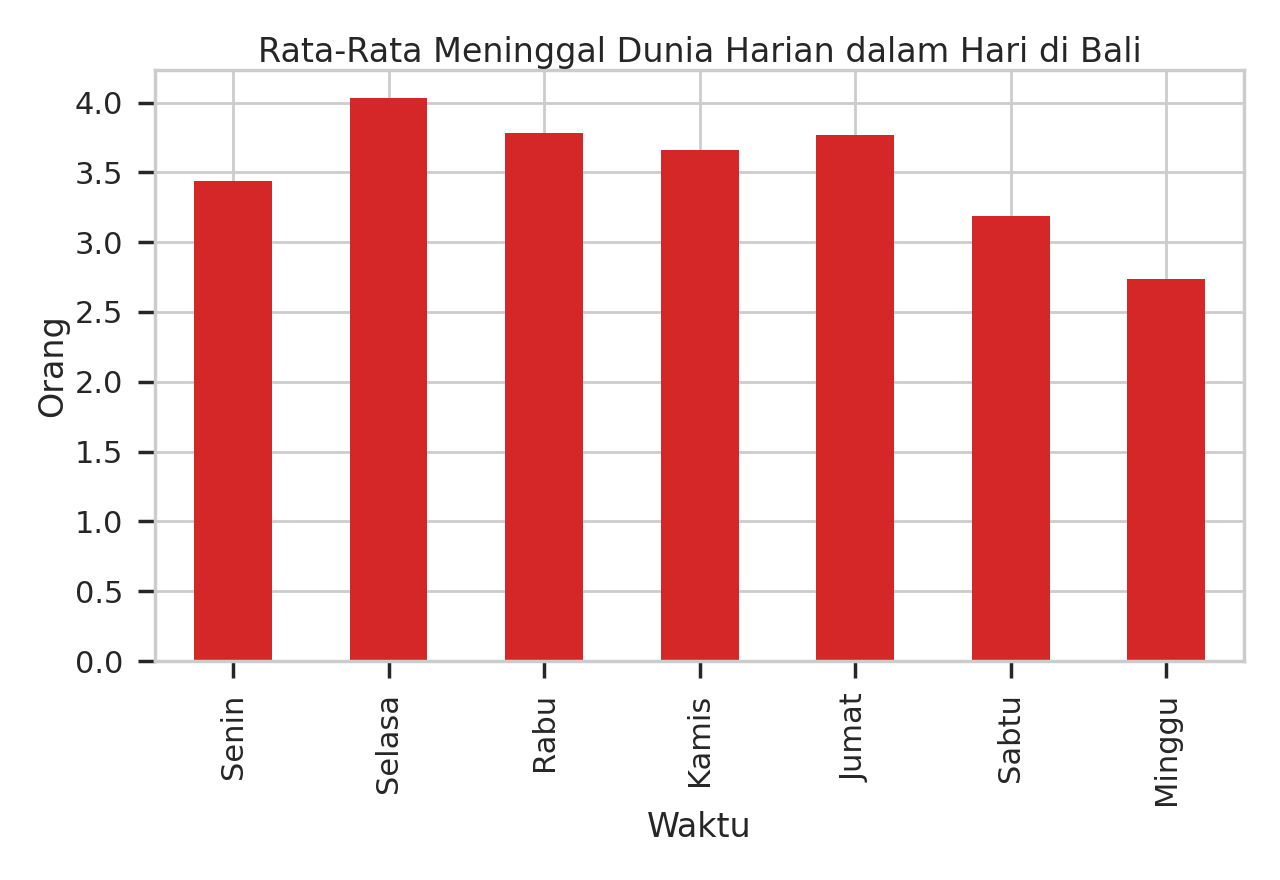 Rata-Rata Meninggal Dunia Harian dalam Hari di Bali
4.0
3.5
3.0
2.5
2.0
1.5
1.0
0.5
0.0
Orang
Senin
Selasa
Rabu
Kamis
Jumat
Sabtu
Minggu
Waktu